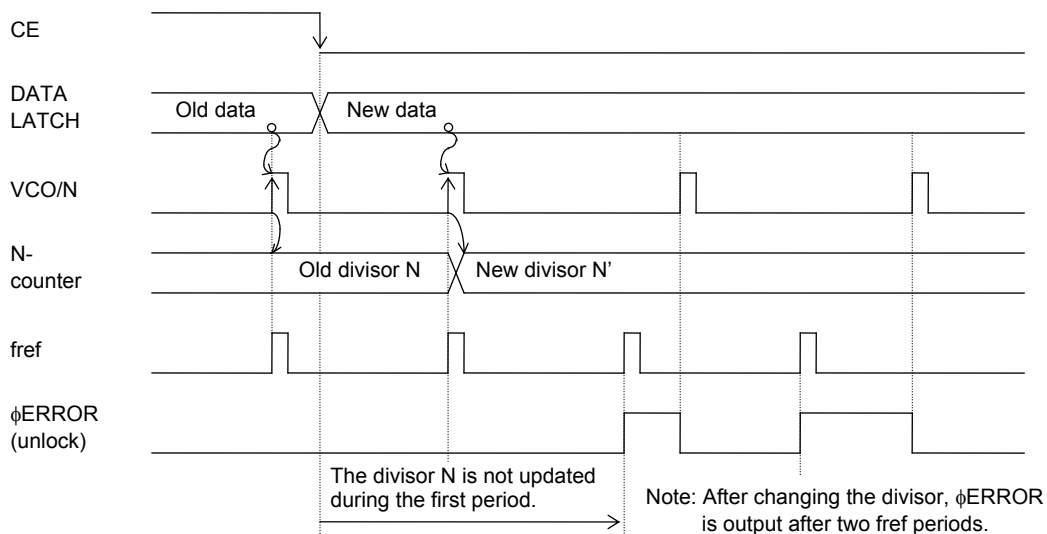 CE
DATA
LATCH
Old data
New data
VCO/N
N-
counter
Old divisor N
New divisor N’
fref
ϕERROR
(unlock)
The divisor N is not updated
during the first period.
Note: After changing the divisor, ϕERROR
is output after two fref periods.